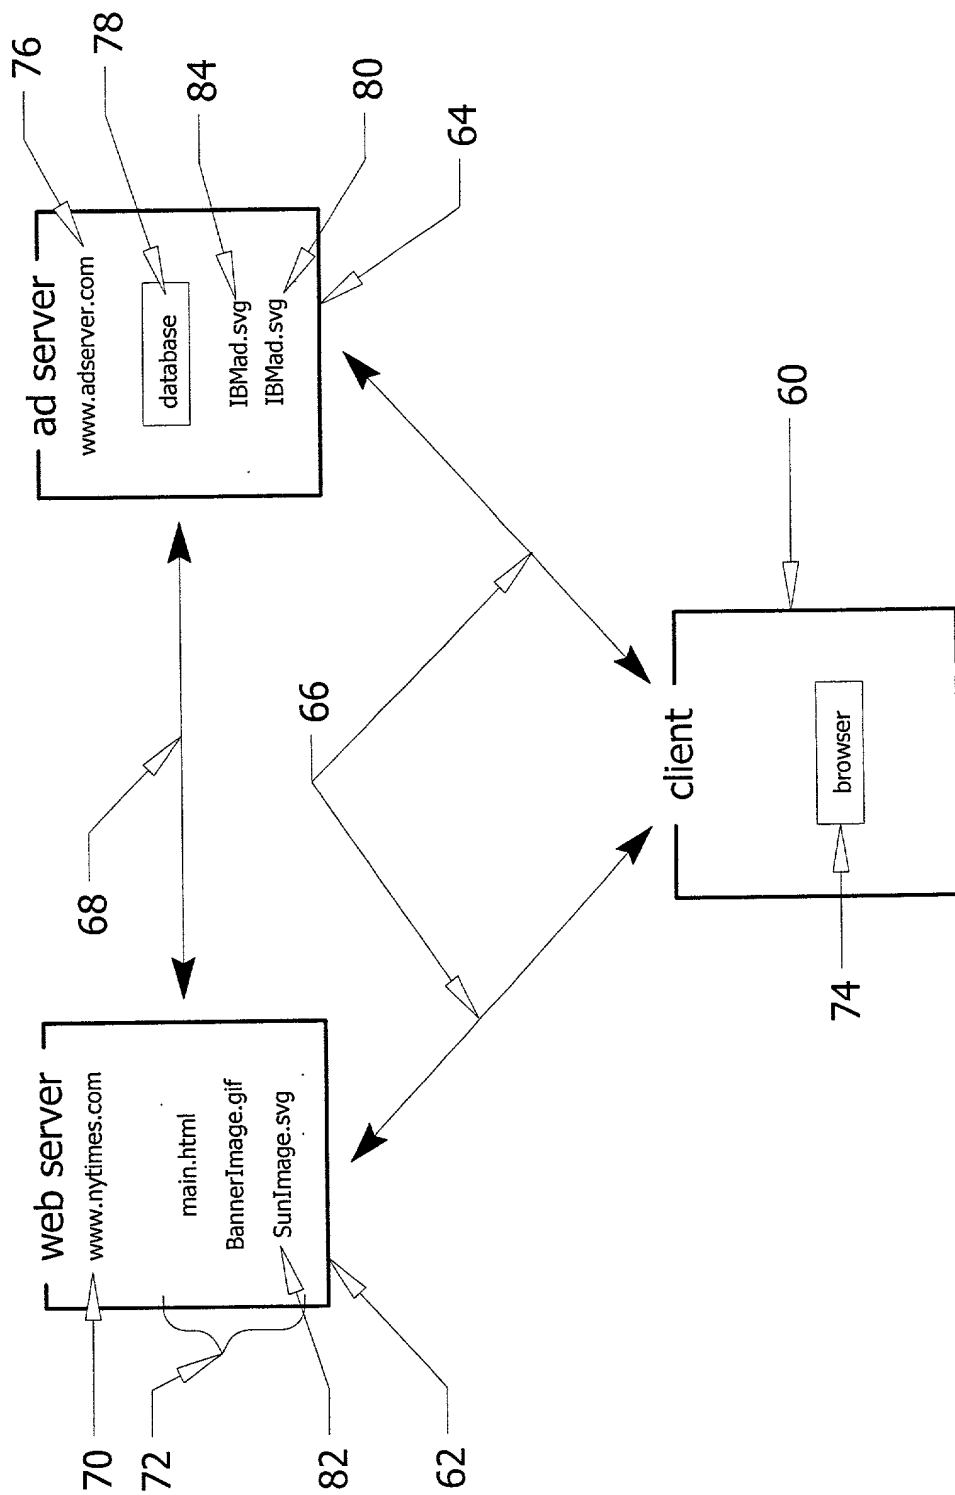 web server
www.nytimes.com
main.html
BannerImage.gif
SunImage.svg
70
72
82
62
68
66
ad server
www.adserver.com
database
IBMad.svg
IBMad.svg
76
78
84
80
64
client
browser
74
60